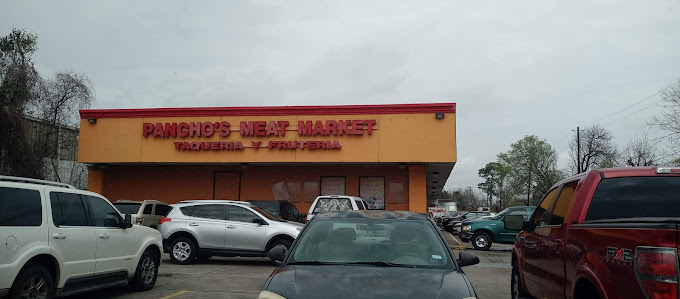 PANCHO'S MEAT MARKET
TAQUERIA Y FRUTERIA